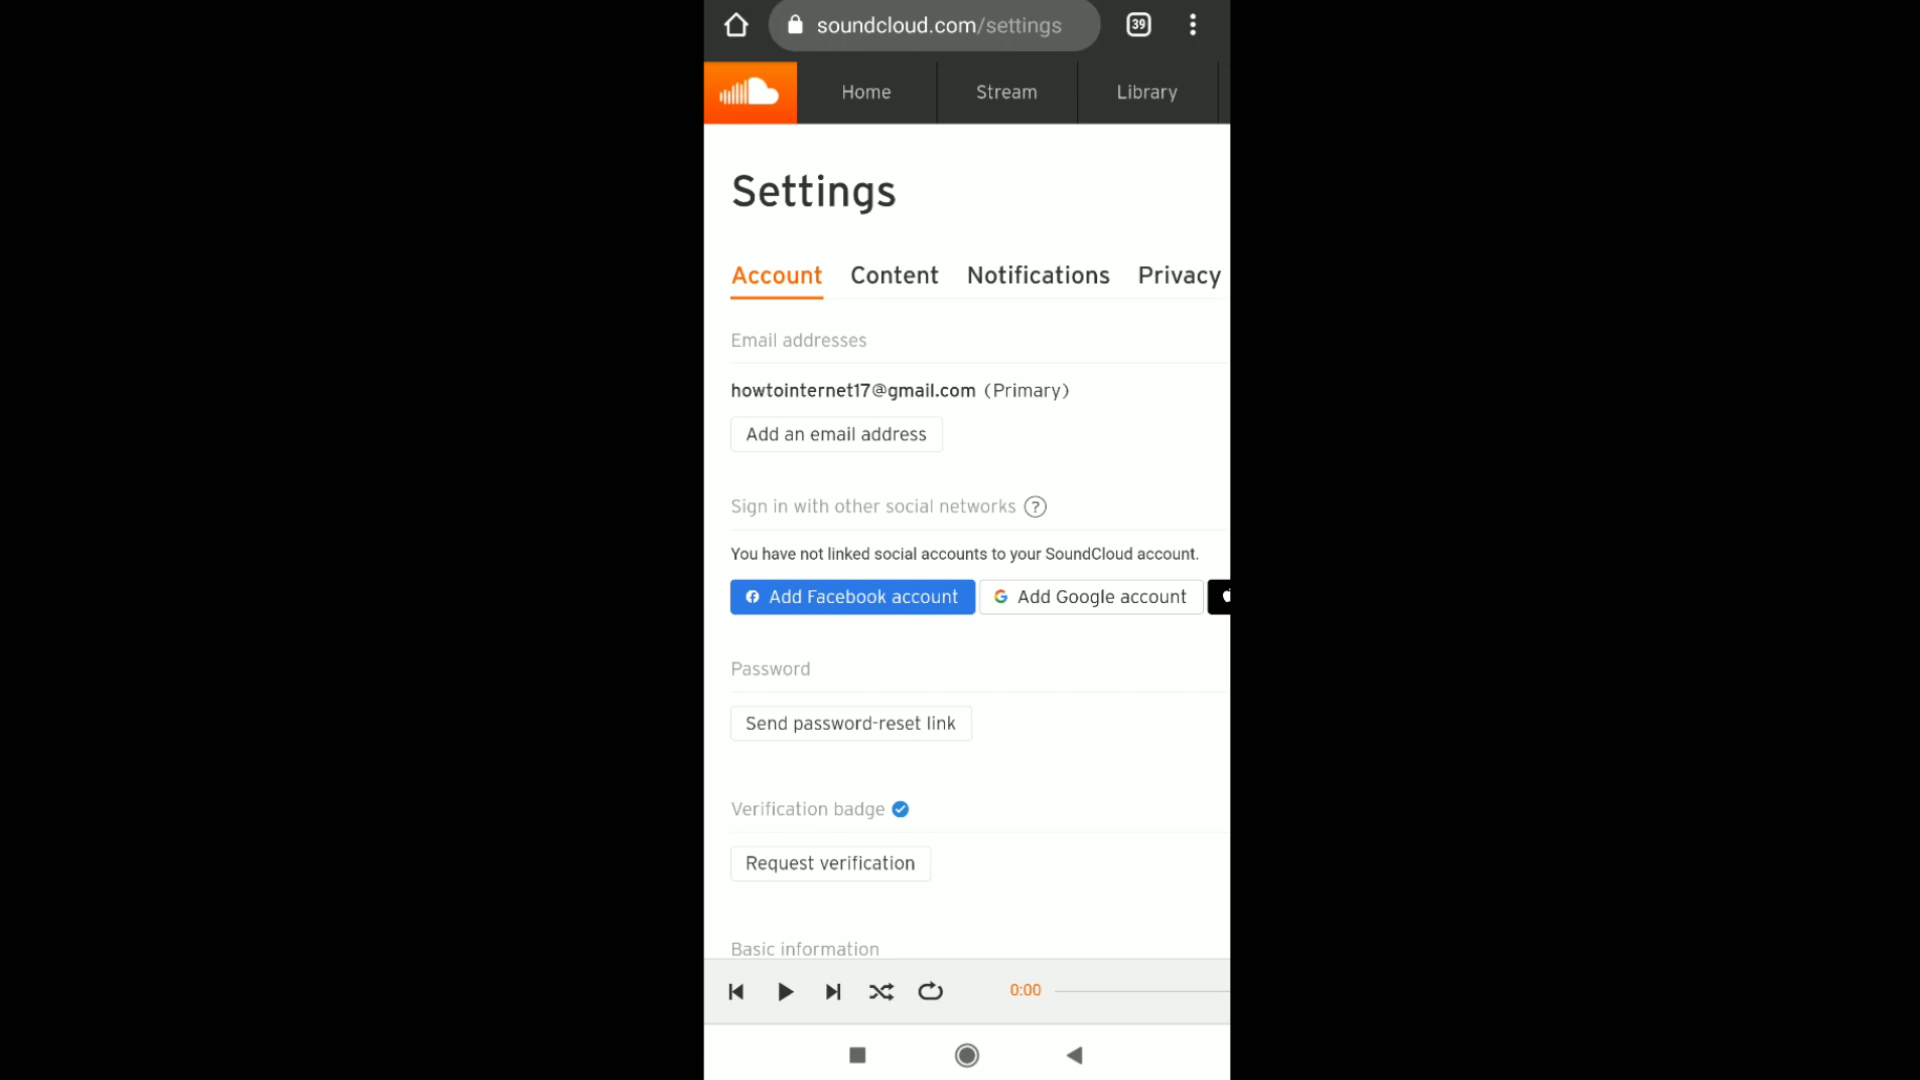 soundcloud.com/settings
39
Home
Stream
Library
Settings
Account
Content
Notifications
Privacy
Email addresses
howtointernet17@gmail.com (Primary)
Add an email address
Sign in with other social networks ?
You have not linked social accounts to your SoundCloud account.
Add Facebook account
Add Google account
Password
Send password-reset link
Verification badge
Request verification
Basic information
0:00